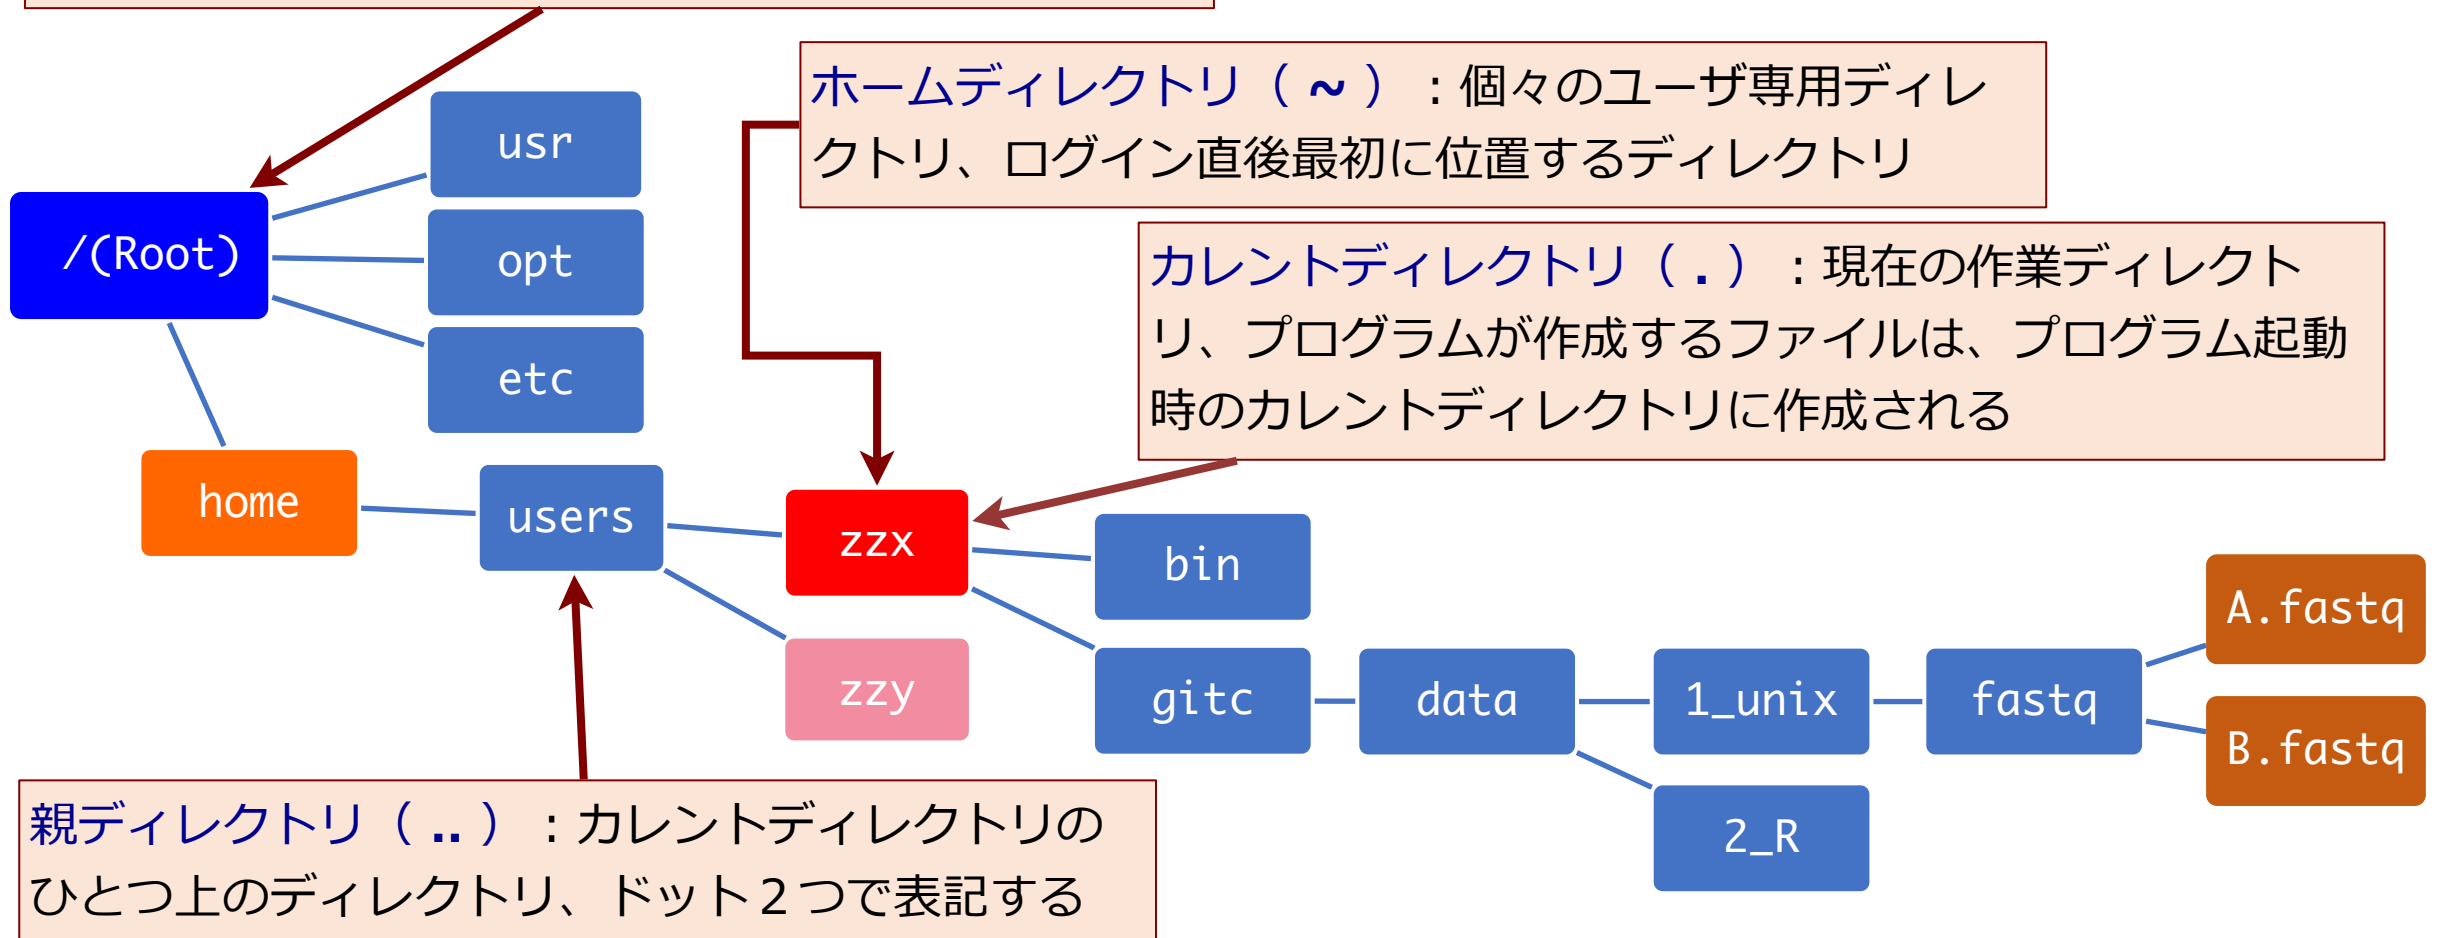 ホームディレクトリ（ ~ ）：個々のユーザ専用ディレ
クトリ、ログイン直後最初に位置するディレクトリ
usr
/(Root)
opt
カレントディレクトリ（ . ）：現在の作業ディレクト
リ、プログラムが作成するファイルは、プログラム起動
時のカレントディレクトリに作成される
etc
home
users
zzx
bin
A.fastq
zzy
gitc
data
1_unix
fastq
B.fastq
2_R
親ディレクトリ（ .. ）：カレントディレクトリの
ひとつ上のディレクトリ、ドット２つで表記する